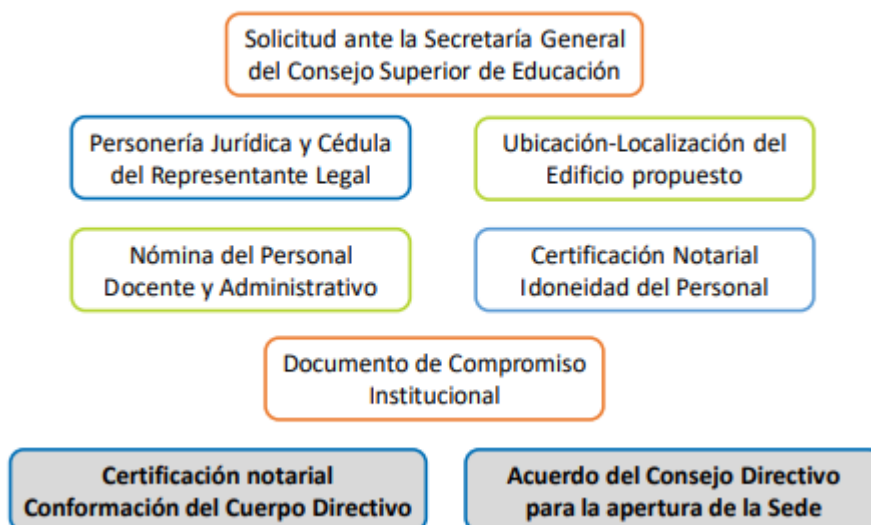 Solicitud ante la Secretaría General
del Consejo Superior de Educación
Personería Jurídica y Cédula
del Representante Legal
Ubicación-Localización del
Edificio propuesto
Nómina del Personal
Docente y Administrativo
Certificación Notarial
Idoneidad del Personal
Documento de Compromiso
Institucional
Certificación notarial
Conformación del Cuerpo Directivo
Acuerdo del Consejo Directivo
para la apertura de la Sede